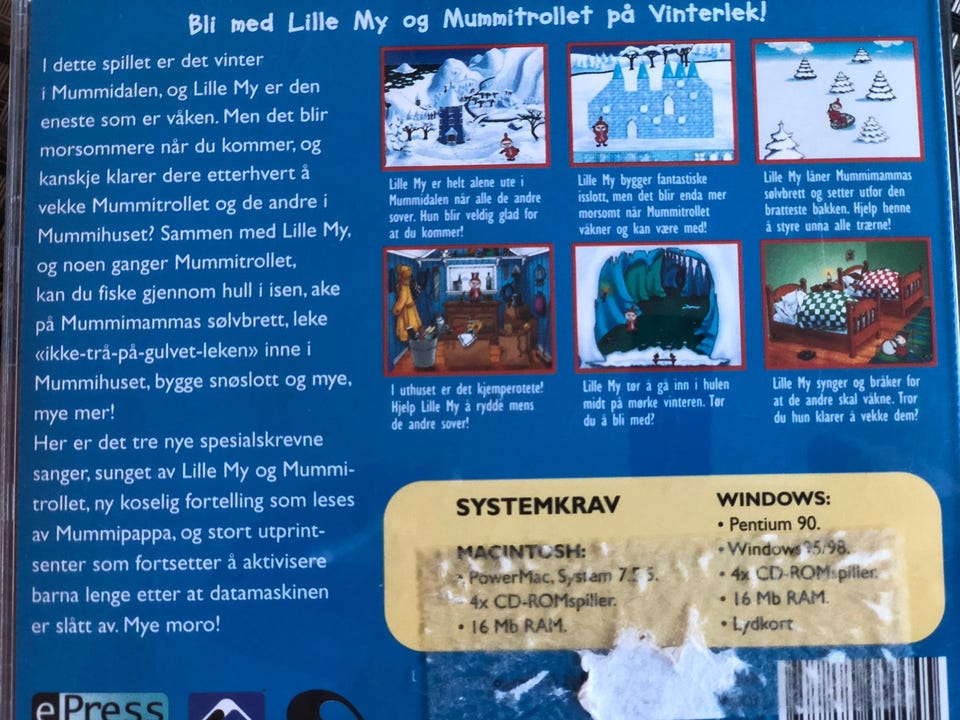 Bli med Lille My og Mummitrollet på Vinterlek!
I dette spillet er det vinter
i Mummidalen, og Lille My er den
eneste som er våken. Men det blir
morsommere når du kommer, og
kanskje klarer dere etterhvert å
vekke Mummitrollet og de andre i
Mummihuset? Sammen med Lille My,
og noen ganger Mummitrollet,
kan du fiske gjennom hull i isen, ake
på Mummimammas sølvbrett, leke
«ikke-trå-på-gulvet-leken» inne i
Mummihuset, bygge snøslott og mye,
mye mer!
Her er det tre nye spesialskrevne
sanger, sunget av Lille My og Mummi-
trollet, ny koselig fortelling som leses
av Mummipappa, og stort utprint-
senter som fortsetter å aktivisere
barna lenge etter at datamaskinen
er slått av. Mye moro!
Lille My er helt alene ute i
Mummidalen når alle de andre
sover. Hun blir veldig glad for
at du kommer!
Lille My bygger fantastiske
isslott, men det blir enda mer
morsomt når Mummitrollet
våkner og kan være med!
Lille My låner Mummimammas
sølvbrett og setter utfor den
bratteste bakken. Hjelp henne
å styre unna alle trærne!
I uthuset er det kjemperotete!
Hjelp Lille My å rydde mens
de andre sover!
Lille My tør å gå inn i hulen
midt på mørke vinteren. Tør
du å bli med?
Lille My synger og bråker for
at de andre skal våkne. Tror
du hun klarer å vekke dem?
SYSTEMKRAV
MACINTOSH:
• PowerMac, System 7.5.5.
• 4x CD-ROMspiller.
• 16 Mb RAM.
WINDOWS:
• Pentium 90.
• Windows 95/98.
• 4x CD-ROMspiller.
• 16 Mb RAM.
• Lydkort
ePress